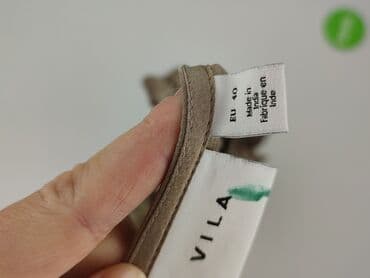 EU 40
Made in
India
Fabriqué en
Inde
VILA